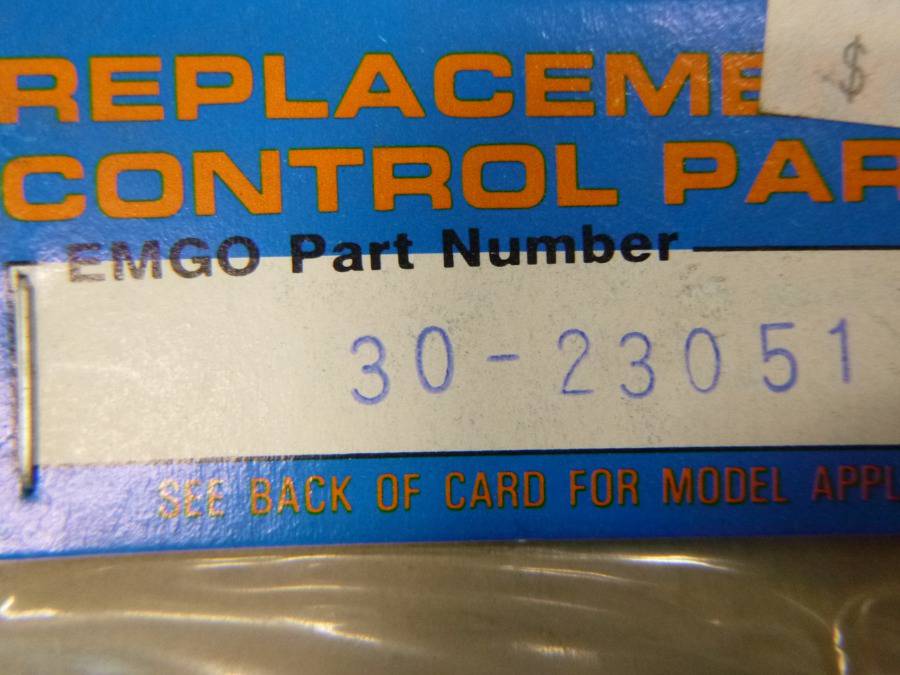 REPLACEME
CONTROL PAR
$
EMGO Part Number
30-23051
SEE BACK OF CARD FOR MODEL APPL